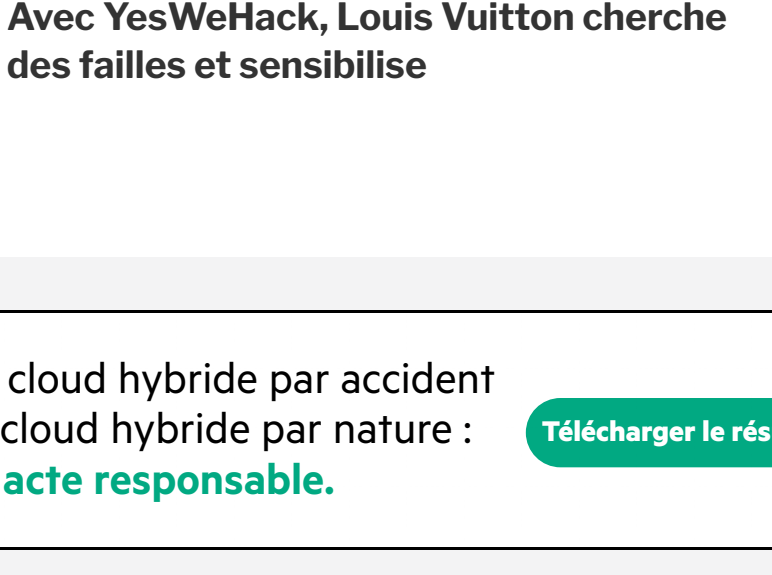 Avec YesWeHack, Louis Vuitton cherche
des failles et sensibilise
cloud hybride par accident
cloud hybride par nature :
acte responsable.
Télécharger le rés